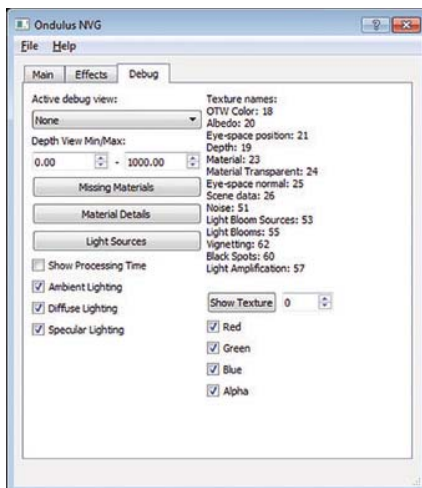 Ondulus NVG
File Help
Main Effects Debug
Active debug view:
None
Depth View Min/Max:
0.00 - 1000.00
Missing Materials
Material Details
Light Sources
Show Processing Time
Ambient Lighting
Diffuse Lighting
Specular Lighting
Texture names:
OTW Color: 18
Albedo: 20
Eye-space position: 21
Depth: 19
Material: 23
Material Transparent: 24
Eye-space normal: 25
Scene data: 26
Noise: 51
Light Bloom Sources: 53
Light Blooms: 55
Vignetting: 62
Black Spots: 60
Light Amplification: 57
Show Texture 0
Red
Green
Blue
Alpha